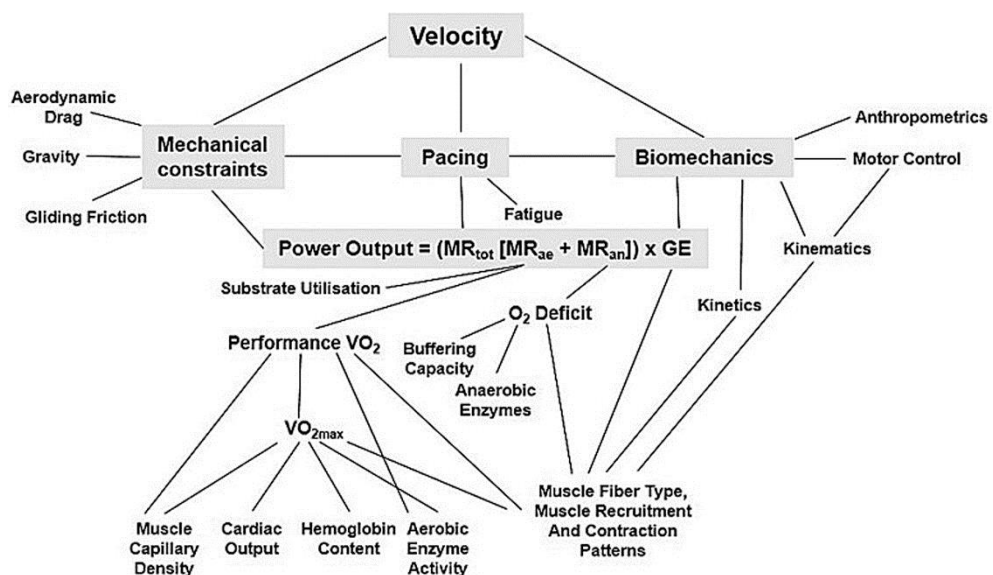 Velocity
Aerodynamic
Drag
Anthropometrics
Mechanical
constraints
Pacing
Biomechanics
Gravity
Motor Control
Gliding Friction
Fatigue
Power Output = (MRtot [MRae + MRan]) x GE
Kinematics
Substrate Utilisation
O2 Deficit
Kinetics
Performance VO2
Buffering
Capacity
Anaerobic
Enzymes
VO2max
Muscle Fiber Type,
Muscle Recruitment
And Contraction
Patterns
Muscle
Capillary
Density
Cardiac
Output
Hemoglobin
Content
Aerobic
Enzyme
Activity